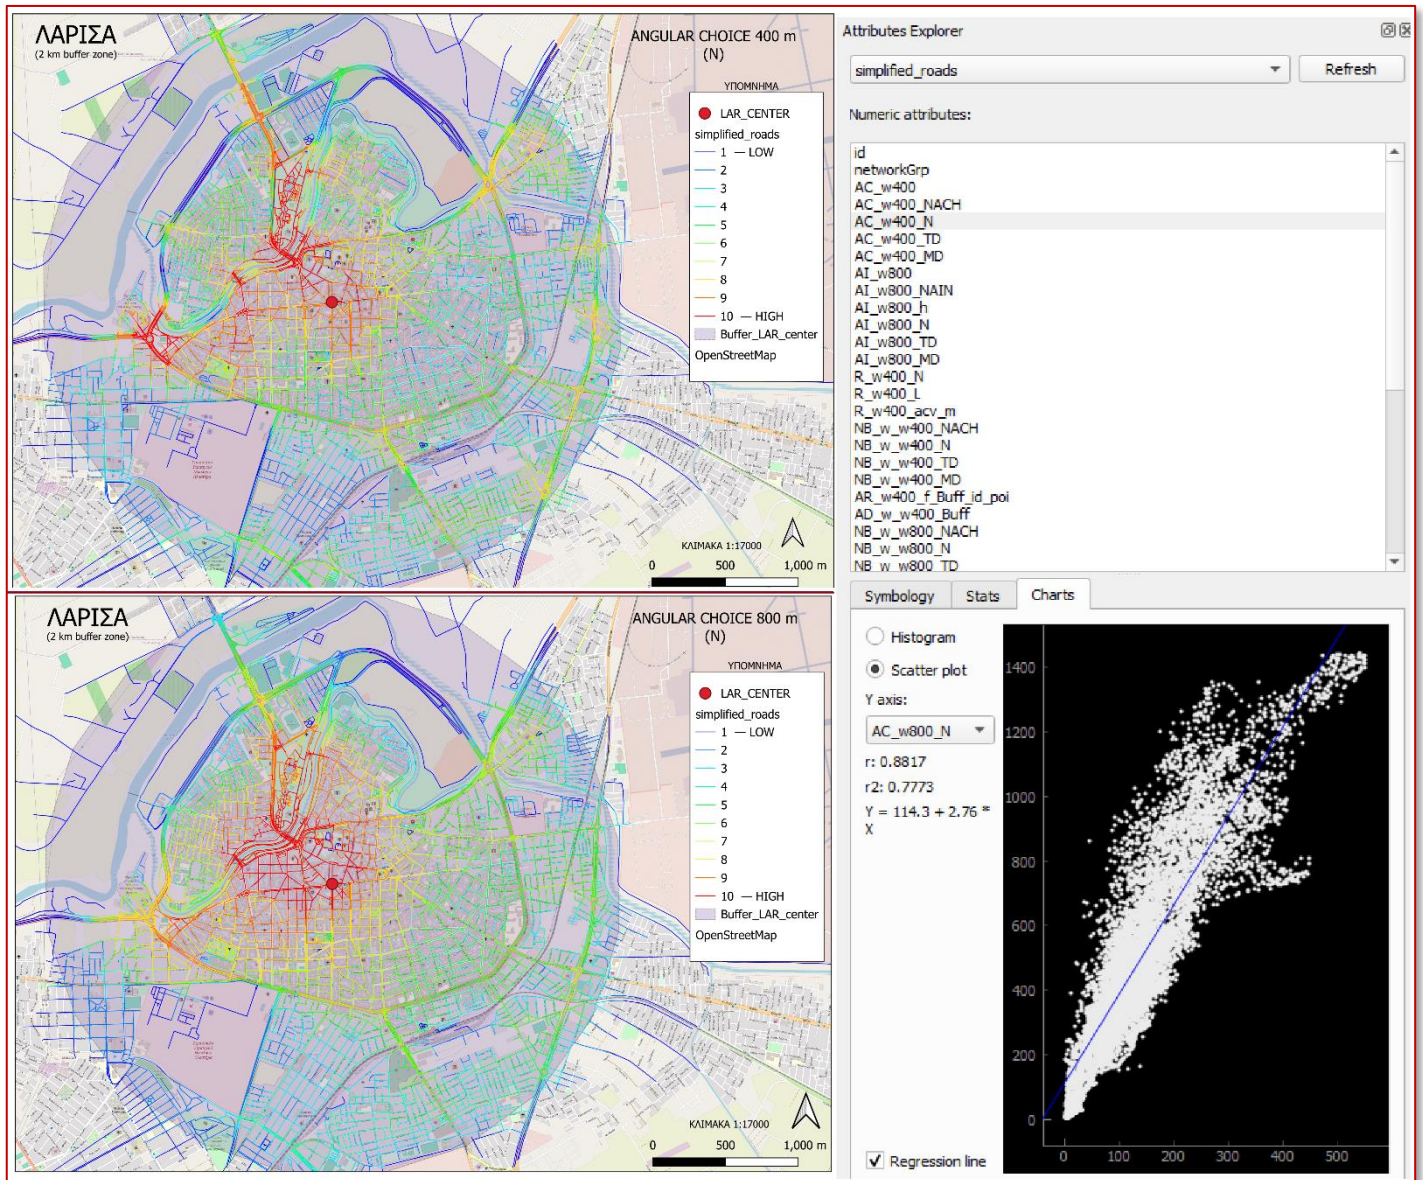 ΛΑΡΙΣΑ
(2 km buffer zone)
ANGULAR CHOICE 400 m
(N)
ΥΠΟΜΝΗΜΑ
LAR_CENTER
simplified_roads
1 — LOW
2
3
4
5
6
7
8
9
10 — HIGH
Buffer_LAR_center
OpenStreetMap
ΚΛΙΜΑΚΑ 1:17000
0 500 1,000 m
ΛΑΡΙΣΑ
(2 km buffer zone)
ANGULAR CHOICE 800 m
(N)
ΥΠΟΜΝΗΜΑ
LAR_CENTER
simplified_roads
1 — LOW
2
3
4
5
6
7
8
9
10 — HIGH
Buffer_LAR_center
OpenStreetMap
ΚΛΙΜΑΚΑ 1:17000
0 500 1,000 m
Attributes Explorer
simplified_roads
Refresh
Numeric attributes:
id
networkGrp
AC_w400
AC_w400_NACH
AC_w400_N
AC_w400_TD
AC_w400_MD
AI_w800
AI_w800_NAIN
AI_w800_h
AI_w800_N
AI_w800_TD
AI_w800_MD
R_w400_N
R_w400_L
R_w400_acv_m
NB_w_w400_NACH
NB_w_w400_N
NB_w_w400_TD
NB_w_w400_MD
AR_w400_f_Buff_id_poi
AD_w_w400_Buff
NB_w_w800_NACH
NB_w_w800_N
NB_w_w800_TD
Symbology Stats Charts
Histogram
Scatter plot
Y axis:
AC_w800_N
r: 0.8817
r2: 0.7773
Y = 114.3 + 2.76 *
X
Regression line
1400
1200
1000
800
600
400
200
0
0 100 200 300 400 500